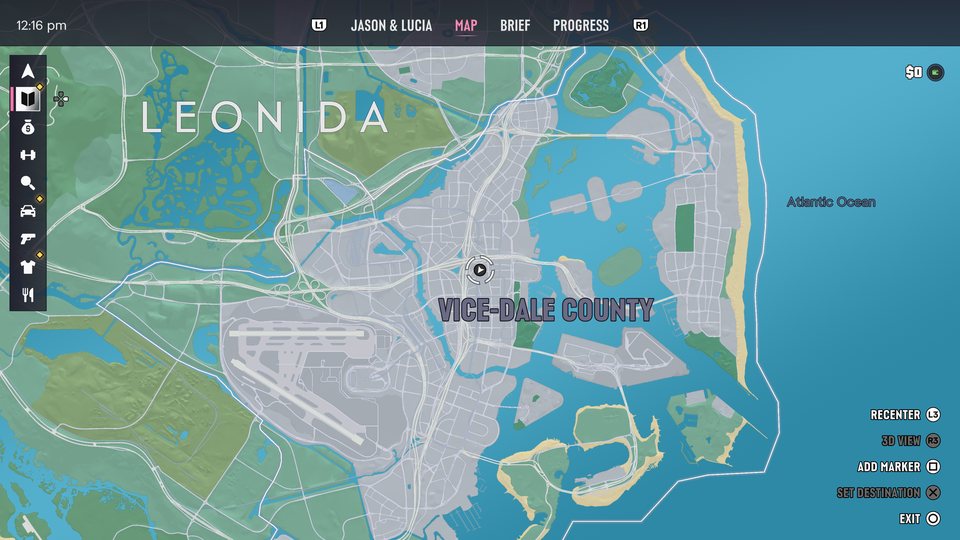 12:16 pm
L1 JASON & LUCIA MAP BRIEF PROGRESS R1
$0
LEONIDA
Atlantic Ocean
VICE-DALE COUNTY
RECENTER L3
3D VIEW R3
ADD MARKER
SET DESTINATION
EXIT